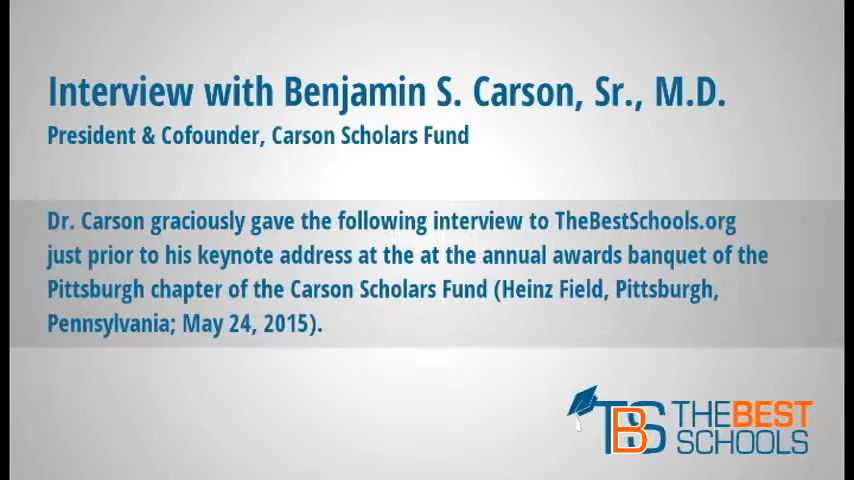 Interview with Benjamin S. Carson, Sr., M.D.
President & Cofounder, Carson Scholars Fund
Dr. Carson graciously gave the following interview to TheBestSchools.org
just prior to his keynote address at the at the annual awards banquet of the
Pittsburgh chapter of the Carson Scholars Fund (Heinz Field, Pittsburgh,
Pennsylvania; May 24, 2015).
TBS THEBEST
SCHOOLS